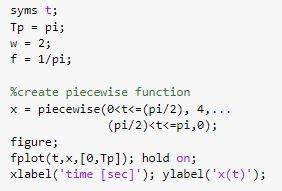 syms t;
Tp = pi;
w = 2;
f = 1/pi;
%create piecewise function
x = piecewise(0<t<=(pi/2), 4,...
(pi/2)<t<=pi,0);
figure;
fplot(t,x,[0,Tp]); hold on;
xlabel('time [sec]'); ylabel('x(t)');